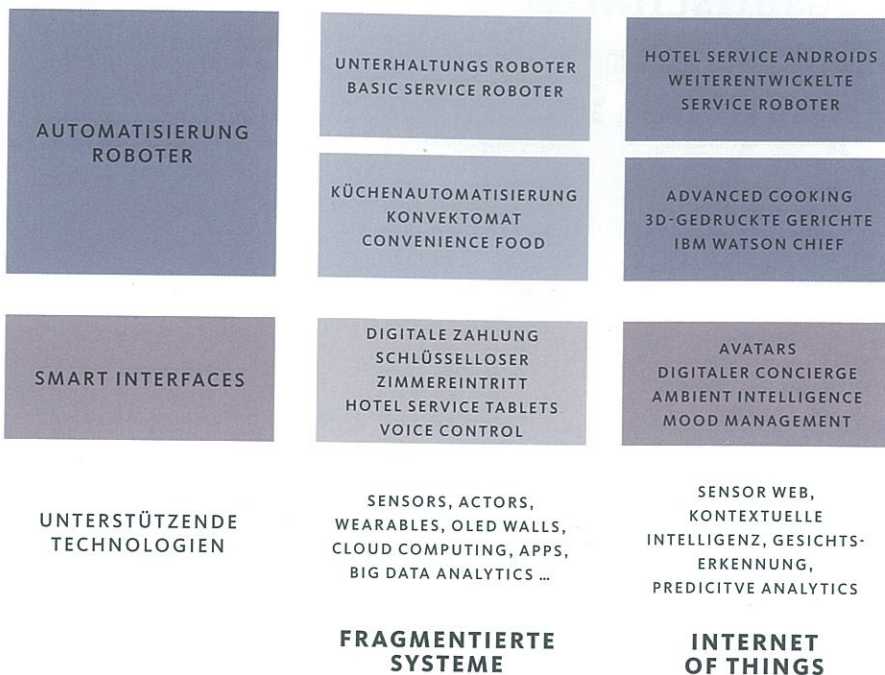 AUTOMATISIERUNG
ROBOTER
UNTERHALTUNGS ROBOTER
BASIC SERVICE ROBOTER
HOTEL SERVICE ANDROIDS
WEITERENTWICKELTE
SERVICE ROBOTER
KÜCHENAUTOMATISIERUNG
KONVEKTOMAT
CONVENIENCE FOOD
ADVANCED COOKING
3D-GEDRUCKTE GERICHTE
IBM WATSON CHIEF
SMART INTERFACES
DIGITALE ZAHLUNG
SCHLÜSSELLOSER
ZIMMEREINTRITT
HOTEL SERVICE TABLETS
VOICE CONTROL
AVATARS
DIGITALER CONCIERGE
AMBIENT INTELLIGENCE
MOOD MANAGEMENT
UNTERSTÜTZENDE
TECHNOLOGIEN
SENSORS, ACTORS,
WEARABLES, OLED WALLS,
CLOUD COMPUTING, APPS,
BIG DATA ANALYTICS ...
SENSOR WEB,
KONTEXTUELLE
INTELLIGENZ, GESICHTS-
ERKENNUNG,
PREDICITVE ANALYTICS
FRAGMENTIERTE
SYSTEME
INTERNET
OF THINGS